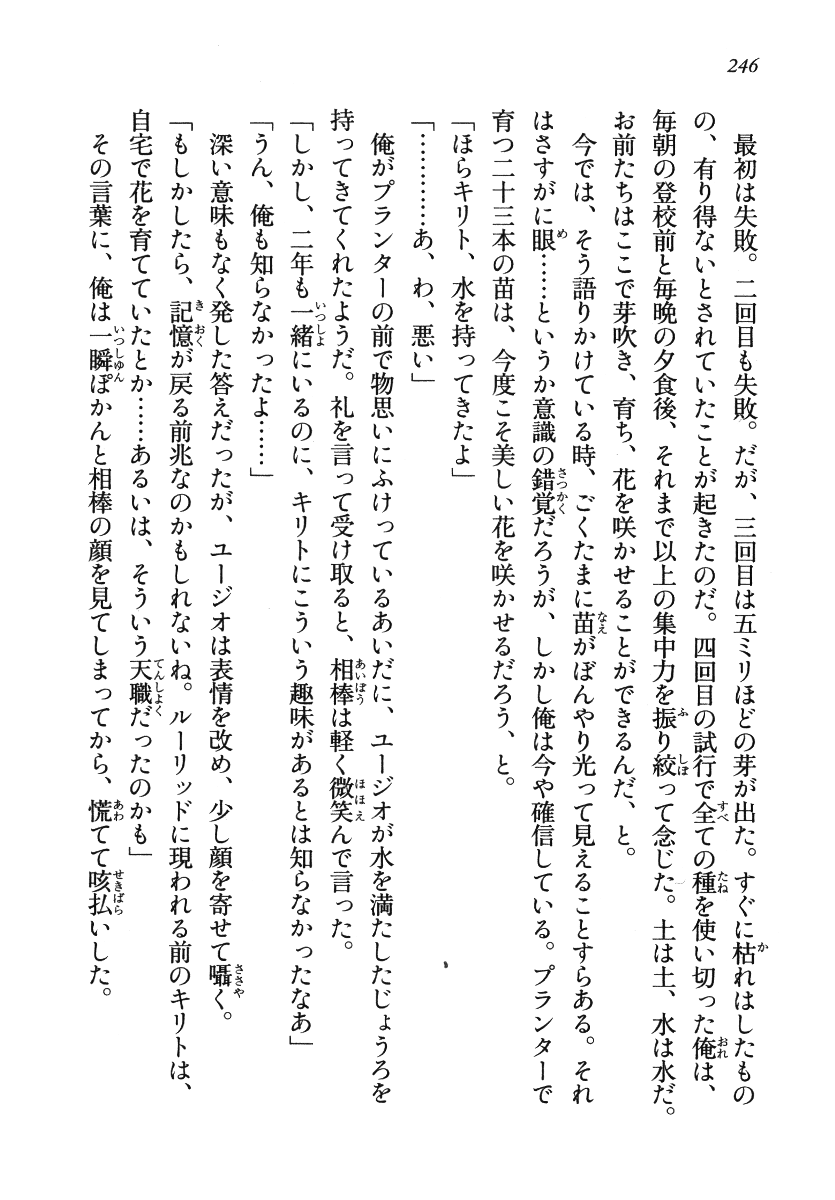 246
最初は失敗。二回目も失敗。だが、三回目は五ミリほどの芽が出た。すぐに枯れはしたもの
の、有り得ないとされていたことが起きたのだ。四回目の試行で全ての種を使い切った俺は、
毎朝の登校前と毎晩の夕食後、それまで以上の集中力を振り絞って念じた。土は土、水は水だ。
お前たちはここで芽吹き、育ち、花を咲かせることができるんだ、と。
今では、そう語りかけている時、ごくたまに苗がぼんやり光って見えることすらある。それ
はさすがに眼……というか意識の錯覚だろうが、しかし俺は今や確信している。プランターで
育つ二十三本の苗は、今度こそ美しい花を咲かせるだろう、と。
「ほらキリト、水を持ってきたよ」
「…………あ、わ、悪い」
俺がプランターの前で物思いにふけっているあいだに、ユージオが水を満たしたじょうろを
持ってきてくれたようだ。礼を言って受け取ると、相棒は軽く微笑んで言った。
「しかし、二年も一緒にいるのに、キリトにこういう趣味があるとは知らなかったなあ」
「うん、俺も知らなかったよ……」
深い意味もなく発した答えだったが、ユージオは表情を改め、少し顔を寄せて囁く。
「もしかしたら、記憶が戻る前兆なのかもしれないね。ルーリッドに現われる前のキリトは、
自宅で花を育てていたとか……あるいは、そういう天職だったのかも」
その言葉に、俺は一瞬ぽかんと相棒の顔を見てしまってから、慌てて咳払いした。